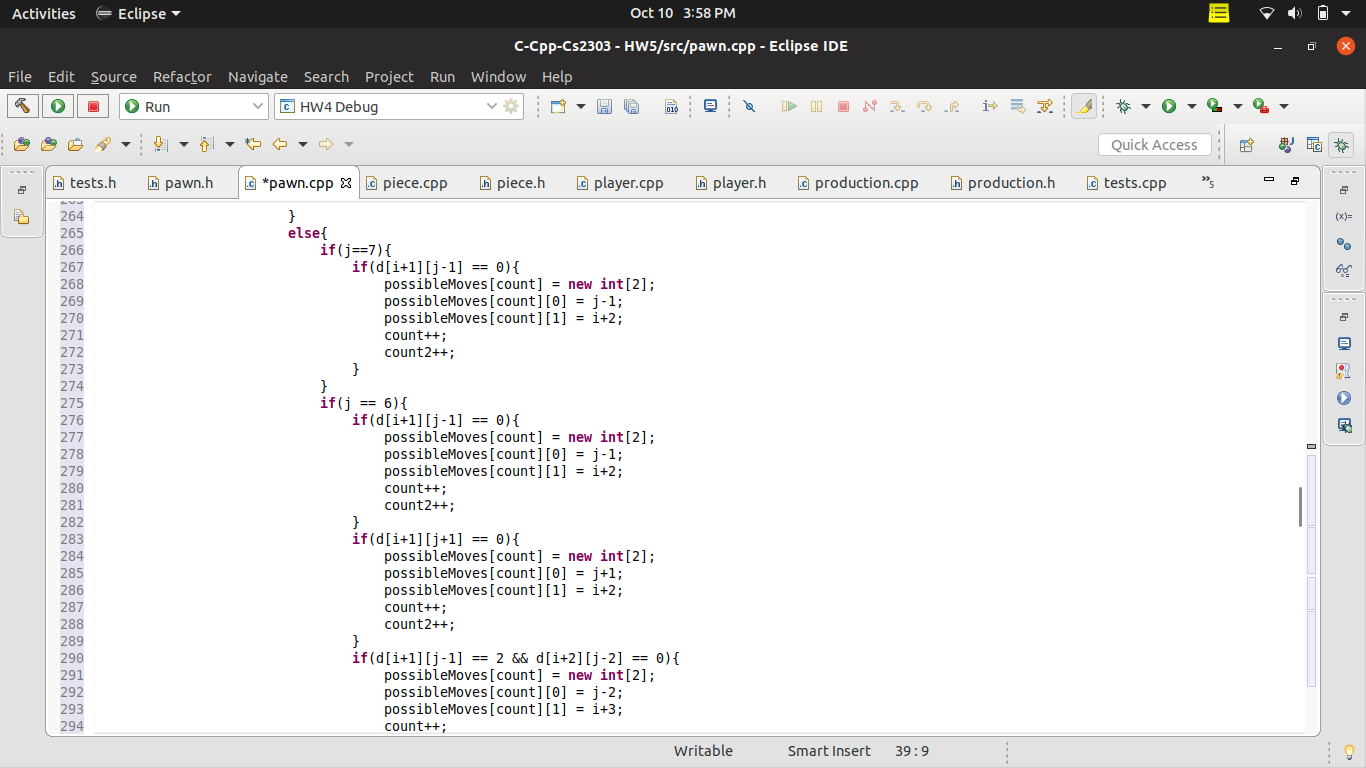 Activities Eclipse Oct 10 3:58 PM
C-Cpp-Cs2303 - HW5/src/pawn.cpp - Eclipse IDE
File Edit Source Refactor Navigate Search Project Run Window Help
Run HW4 Debug
Quick Access
tests.h pawn.h *pawn.cpp piece.cpp piece.h player.cpp player.h production.cpp production.h tests.cpp »5
264 }
265 else{
266 if(j==7){
267 if(d[i+1][j-1] == 0){
268 possibleMoves[count] = new int[2];
269 possibleMoves[count][0] = j-1;
270 possibleMoves[count][1] = i+2;
271 count++;
272 count2++;
273 }
274 }
275 if(j == 6){
276 if(d[i+1][j-1] == 0){
277 possibleMoves[count] = new int[2];
278 possibleMoves[count][0] = j-1;
279 possibleMoves[count][1] = i+2;
280 count++;
281 count2++;
282 }
283 if(d[i+1][j+1] == 0){
284 possibleMoves[count] = new int[2];
285 possibleMoves[count][0] = j+1;
286 possibleMoves[count][1] = i+2;
287 count++;
288 count2++;
289 }
290 if(d[i+1][j-1] == 2 && d[i+2][j-2] == 0){
291 possibleMoves[count] = new int[2];
292 possibleMoves[count][0] = j-2;
293 possibleMoves[count][1] = i+3;
294 count++;
Writable Smart Insert 39 : 9